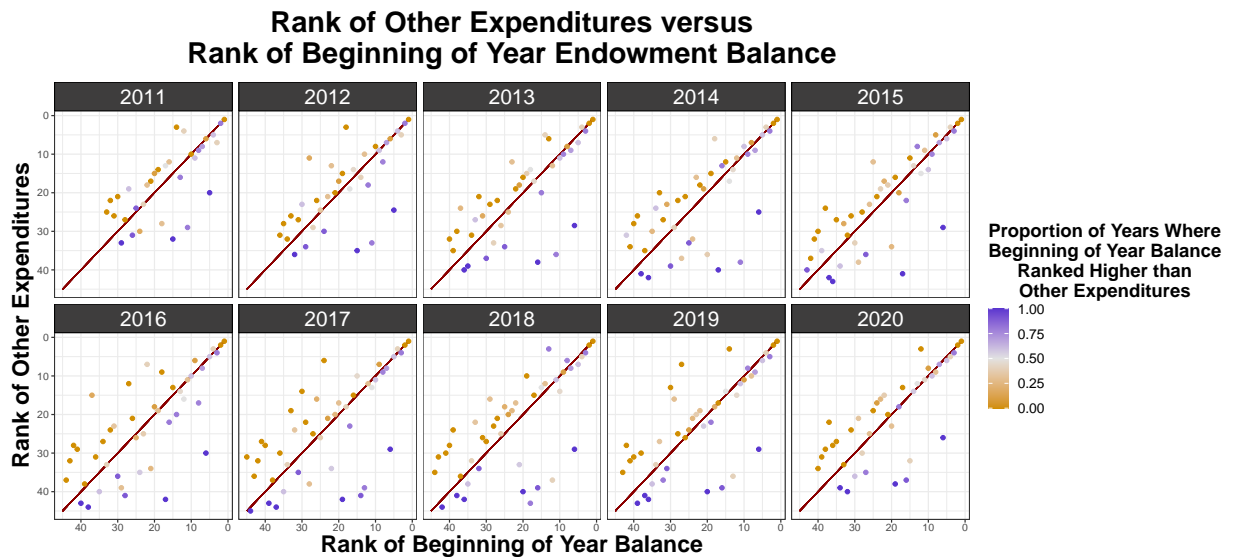 Rank of Other Expenditures versus
Rank of Beginning of Year Endowment Balance
Rank of Other Expenditures
2011 2012 2013 2014 2015
0
10
20
30
40
2016 2017 2018 2019 2020
0
10
20
30
40
40 30 20 10 0 40 30 20 10 0 40 30 20 10 0 40 30 20 10 0 40 30 20 10 0
Rank of Beginning of Year Balance
Proportion of Years Where
Beginning of Year Balance
Ranked Higher than
Other Expenditures
1.00
0.75
0.50
0.25
0.00